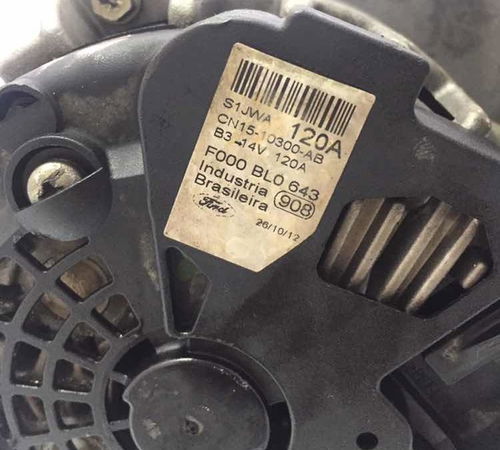 S1JWA 120A
CN15-10300-AB
B3 -14V 120A
F000 BL0 643
Industria 908
Brasileira
Ford 26/10/12